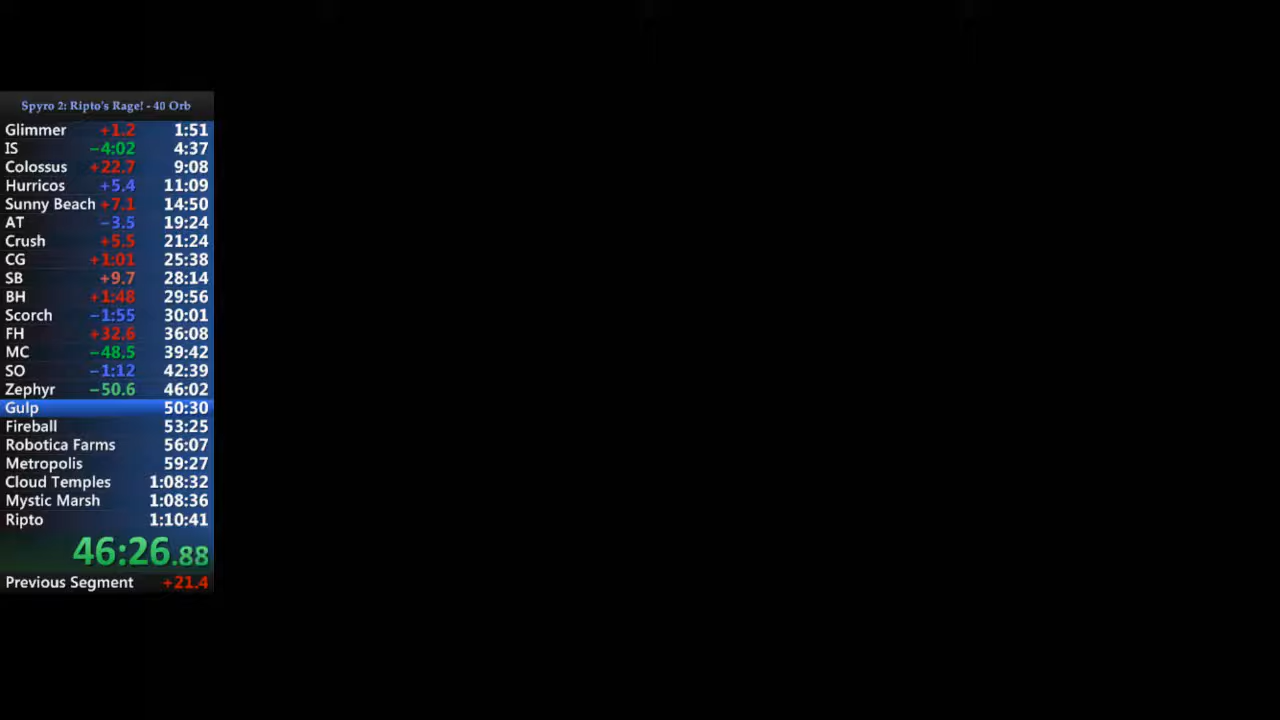 Spyro 2: Ripto's Rage! - 40 Orb
Glimmer +1.2 1:51
IS −4:02 4:37
Colossus +22.7 9:08
Hurricos +5.4 11:09
Sunny Beach +7.1 14:50
AT −3.5 19:24
Crush +5.5 21:24
CG +1:01 25:38
SB +9.7 28:14
BH +1:48 29:56
Scorch −1:55 30:01
FH +32.6 36:08
MC −48.5 39:42
SO −1:12 42:39
Zephyr −50.6 46:02
Gulp 50:30
Fireball 53:25
Robotica Farms 56:07
Metropolis 59:27
Cloud Temples 1:08:32
Mystic Marsh 1:08:36
Ripto 1:10:41
46:26.88
Previous Segment +21.4